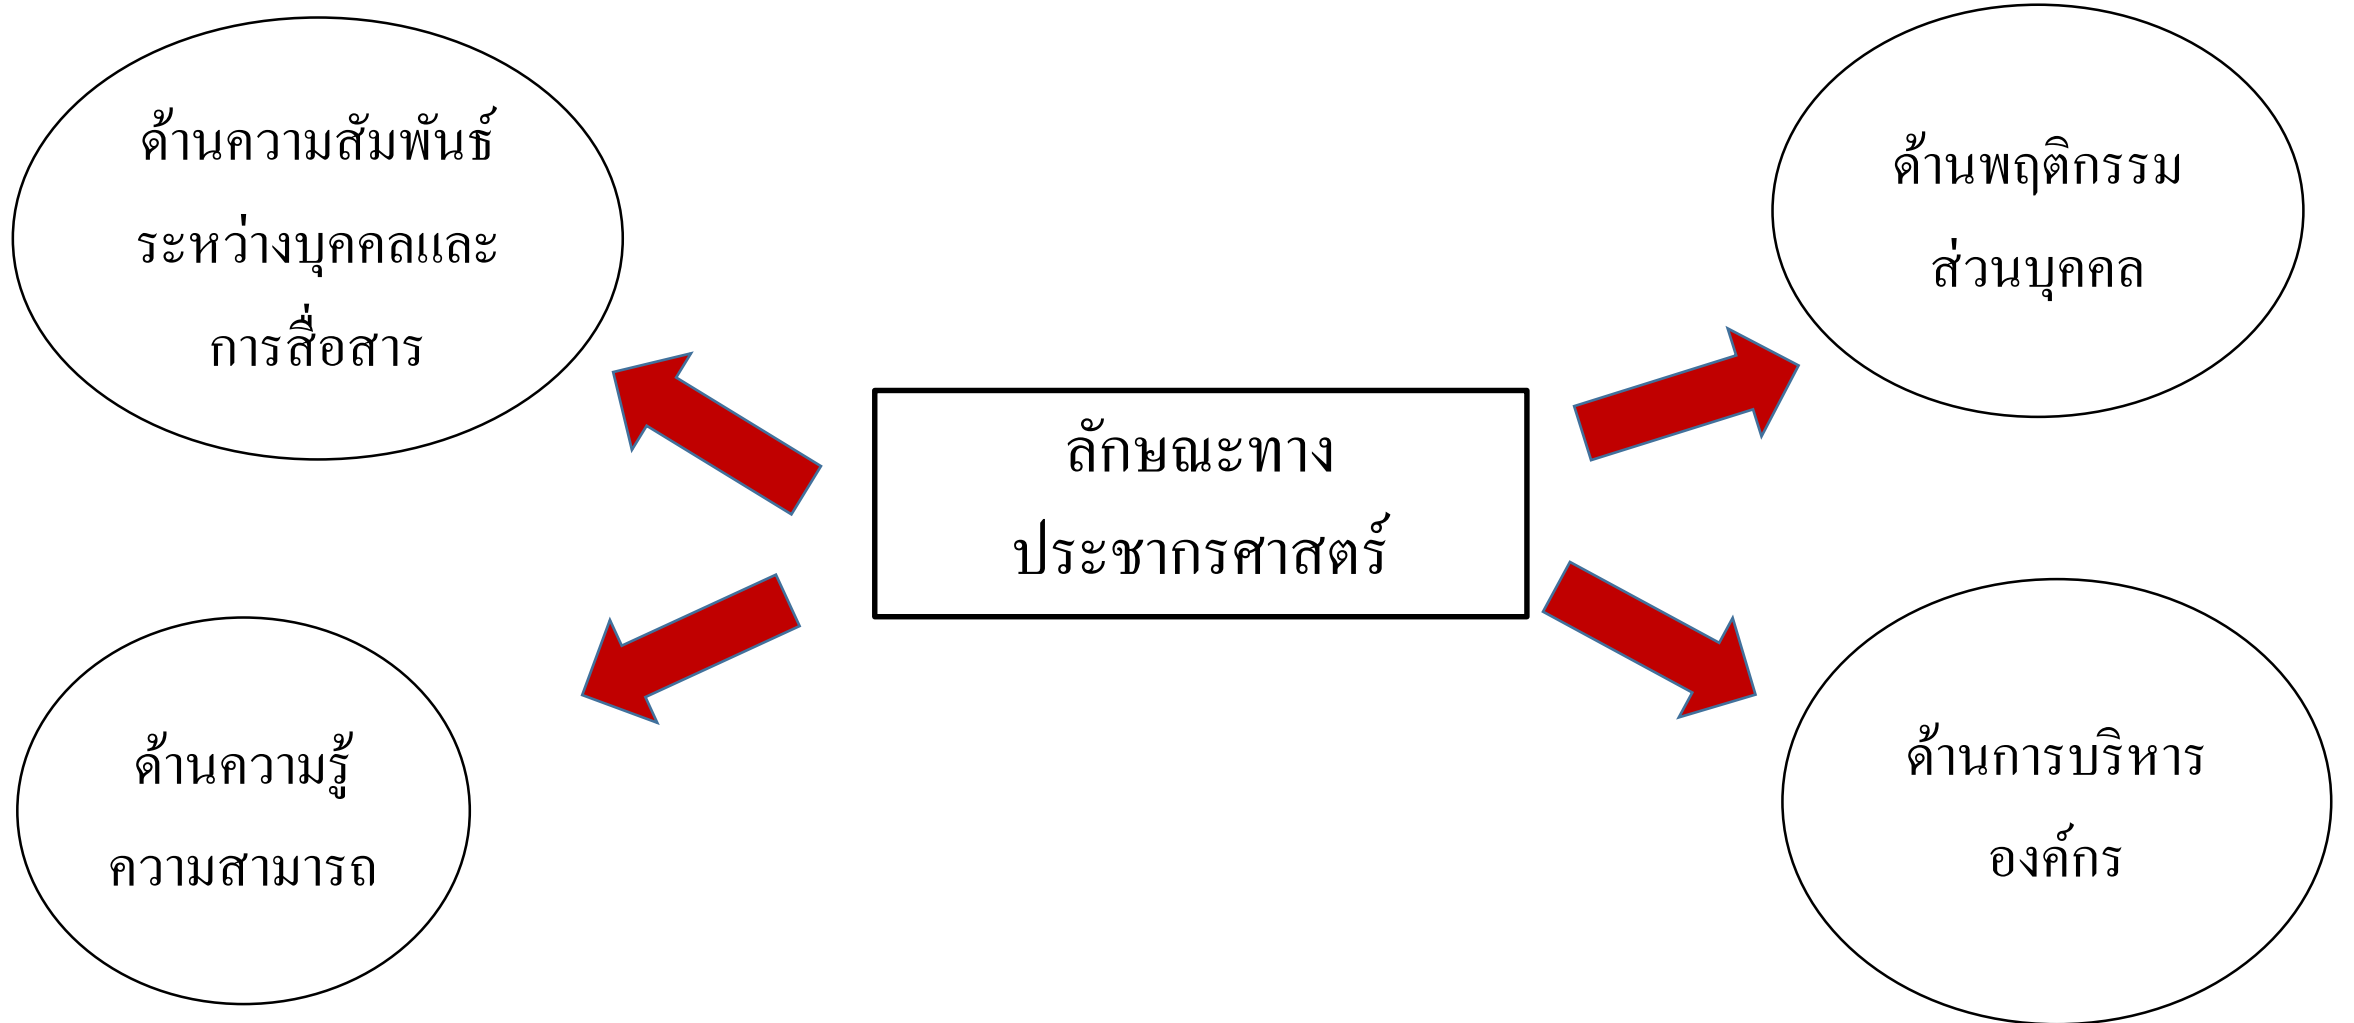 ด้านความสัมพันธ์
ระหว่างบุคคลและ
การสื่อสาร
ด้านพฤติกรรม
ส่วนบุคคล
ลักษณะทาง
ประชากรศาสตร์
ด้านความรู้
ความสามารถ
ด้านการบริหาร
องค์กร